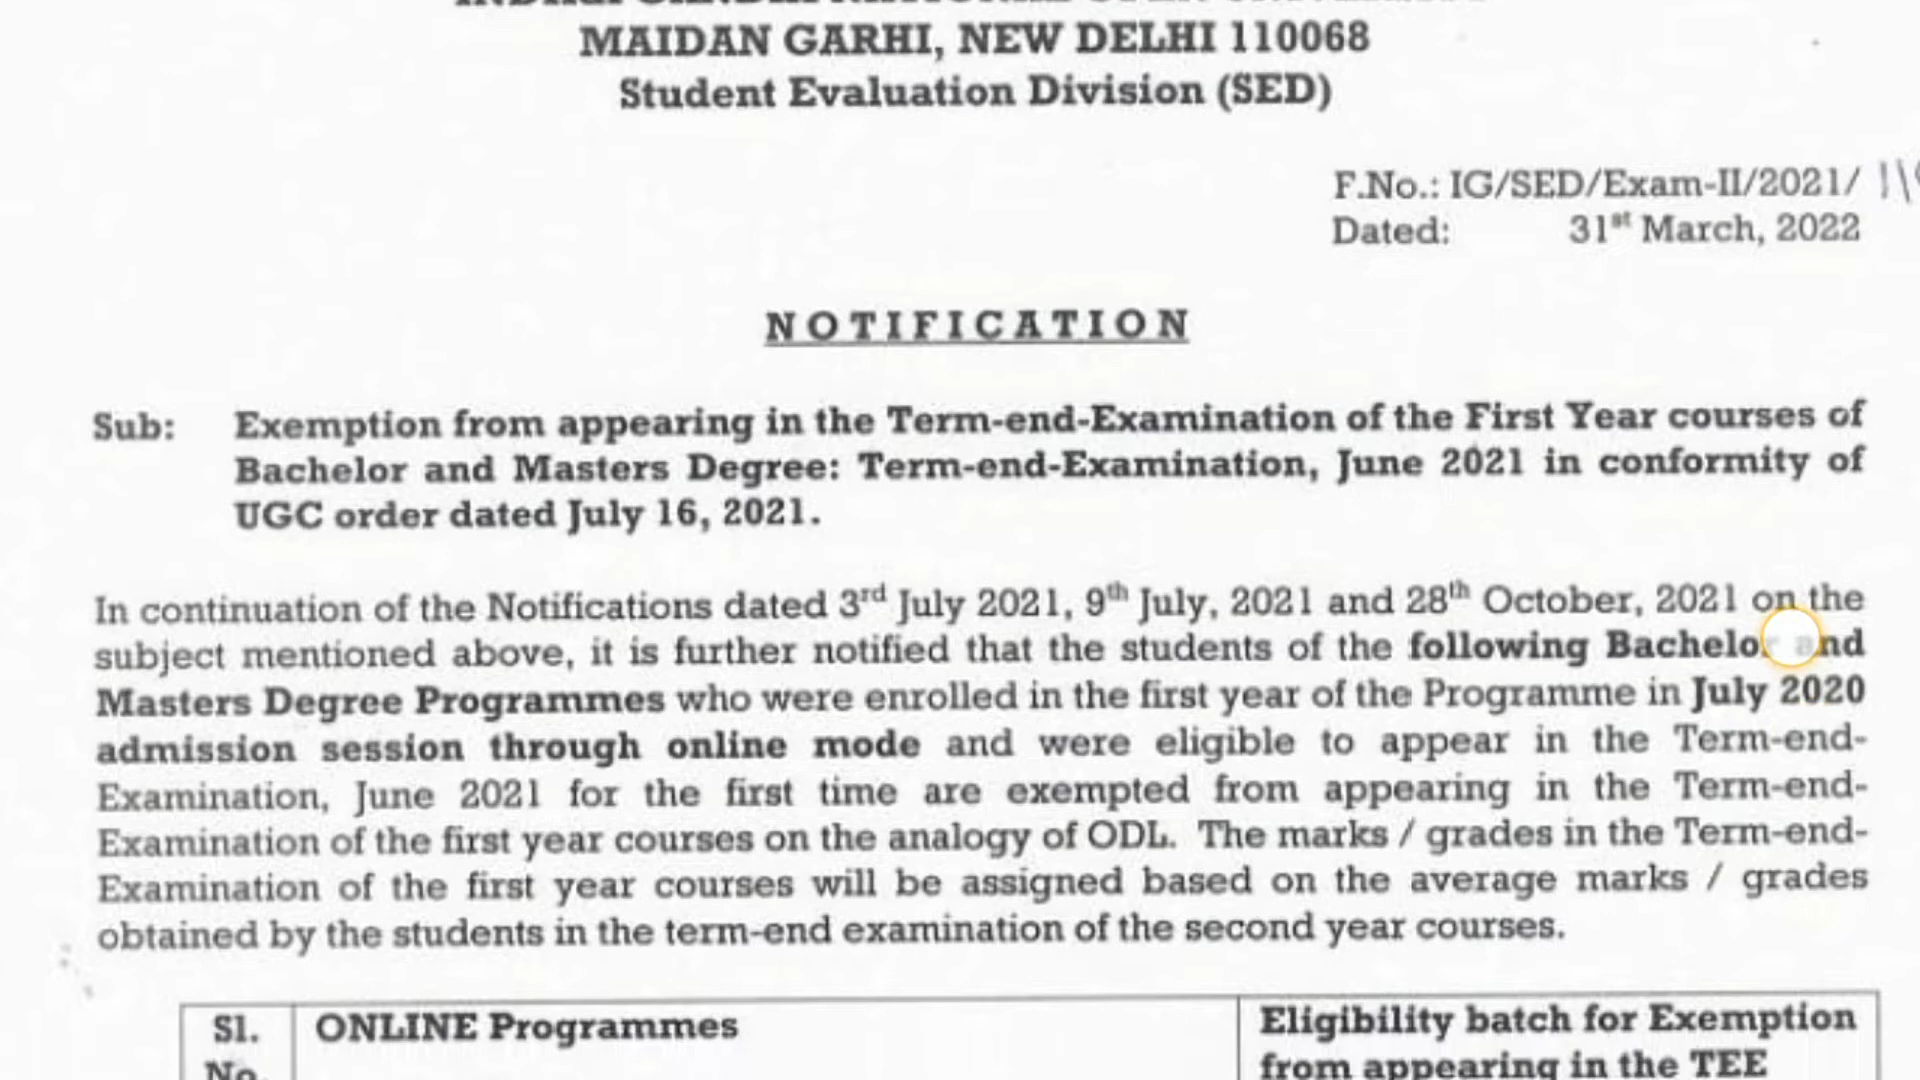 MAIDAN GARHI, NEW DELHI 110068
Student Evaluation Division (SED)
F.No.: IG/SED/Exam-II/2021/
Dated: 31st March, 2022
NOTIFICATION
Sub: Exemption from appearing in the Term-end-Examination of the First Year courses of
Bachelor and Masters Degree: Term-end-Examination, June 2021 in conformity of
UGC order dated July 16, 2021.
In continuation of the Notifications dated 3rd July 2021, 9th July, 2021 and 28th October, 2021 on the
subject mentioned above, it is further notified that the students of the following Bachelor and
Masters Degree Programmes who were enrolled in the first year of the Programme in July 2020
admission session through online mode and were eligible to appear in the Term-end-
Examination, June 2021 for the first time are exempted from appearing in the Term-end-
Examination of the first year courses on the analogy of ODL. The marks / grades in the Term-end-
Examination of the first year courses will be assigned based on the average marks / grades
obtained by the students in the term-end examination of the second year courses.
Sl.
No.
ONLINE Programmes
Eligibility batch for Exemption
from appearing in the TEE